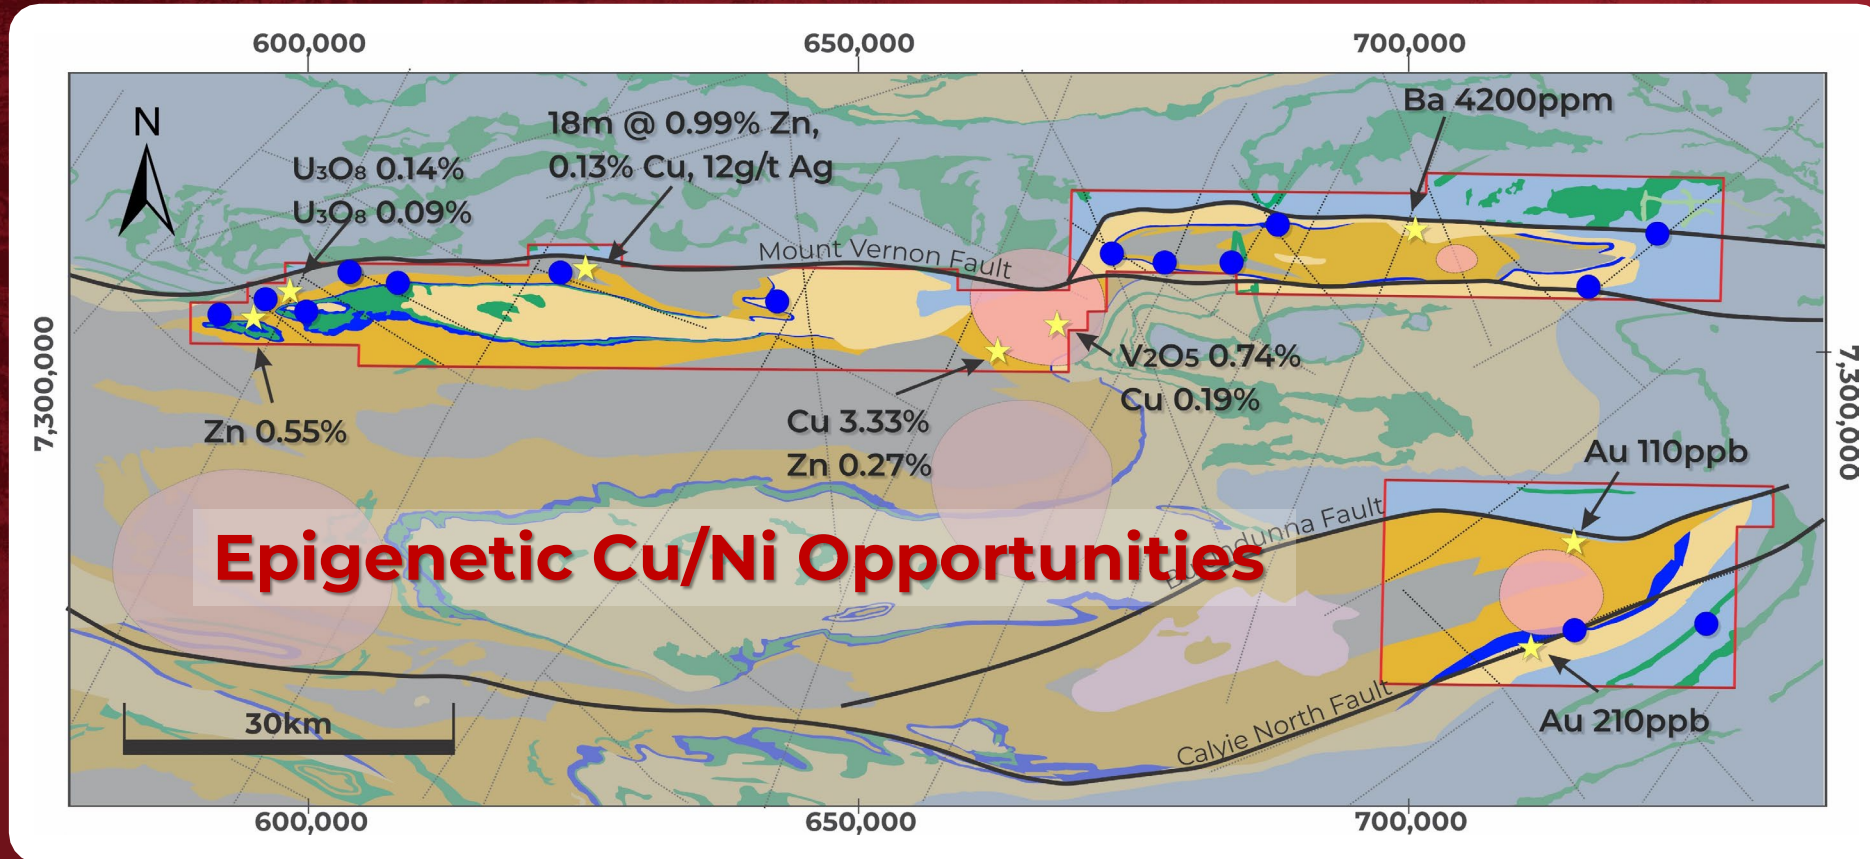 600,000
650,000
700,000
N
U₃O₈ 0.14%
U₃O₈ 0.09%
18m @ 0.99% Zn,
0.13% Cu, 12g/t Ag
Ba 4200ppm
Mount Vernon Fault
7,300,000
7,300,000
Zn 0.55%
Cu 3.33%
Zn 0.27%
V2O5 0.74%
Cu 0.19%
Au 110ppb
Fault
Epigenetic Cu/Ni Opportunities
30km
Calyie North Fault
Au 210ppb
600,000
650,000
700,000